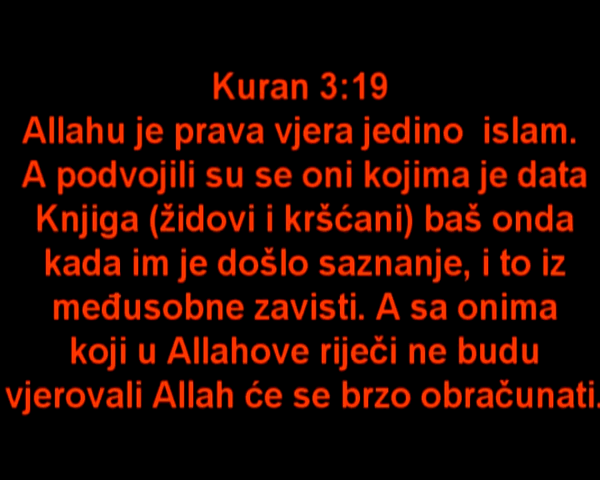 Kuran 3:19
Allahu je prava vjera jedino  islam.
A podvojili su se oni kojima je data
Knjiga (židovi i kršćani) baš onda
kada im je došlo saznanje, i to iz
međusobne zavisti. A sa onima
koji u Allahove riječi ne budu
vjerovali Allah će se brzo obračunati.